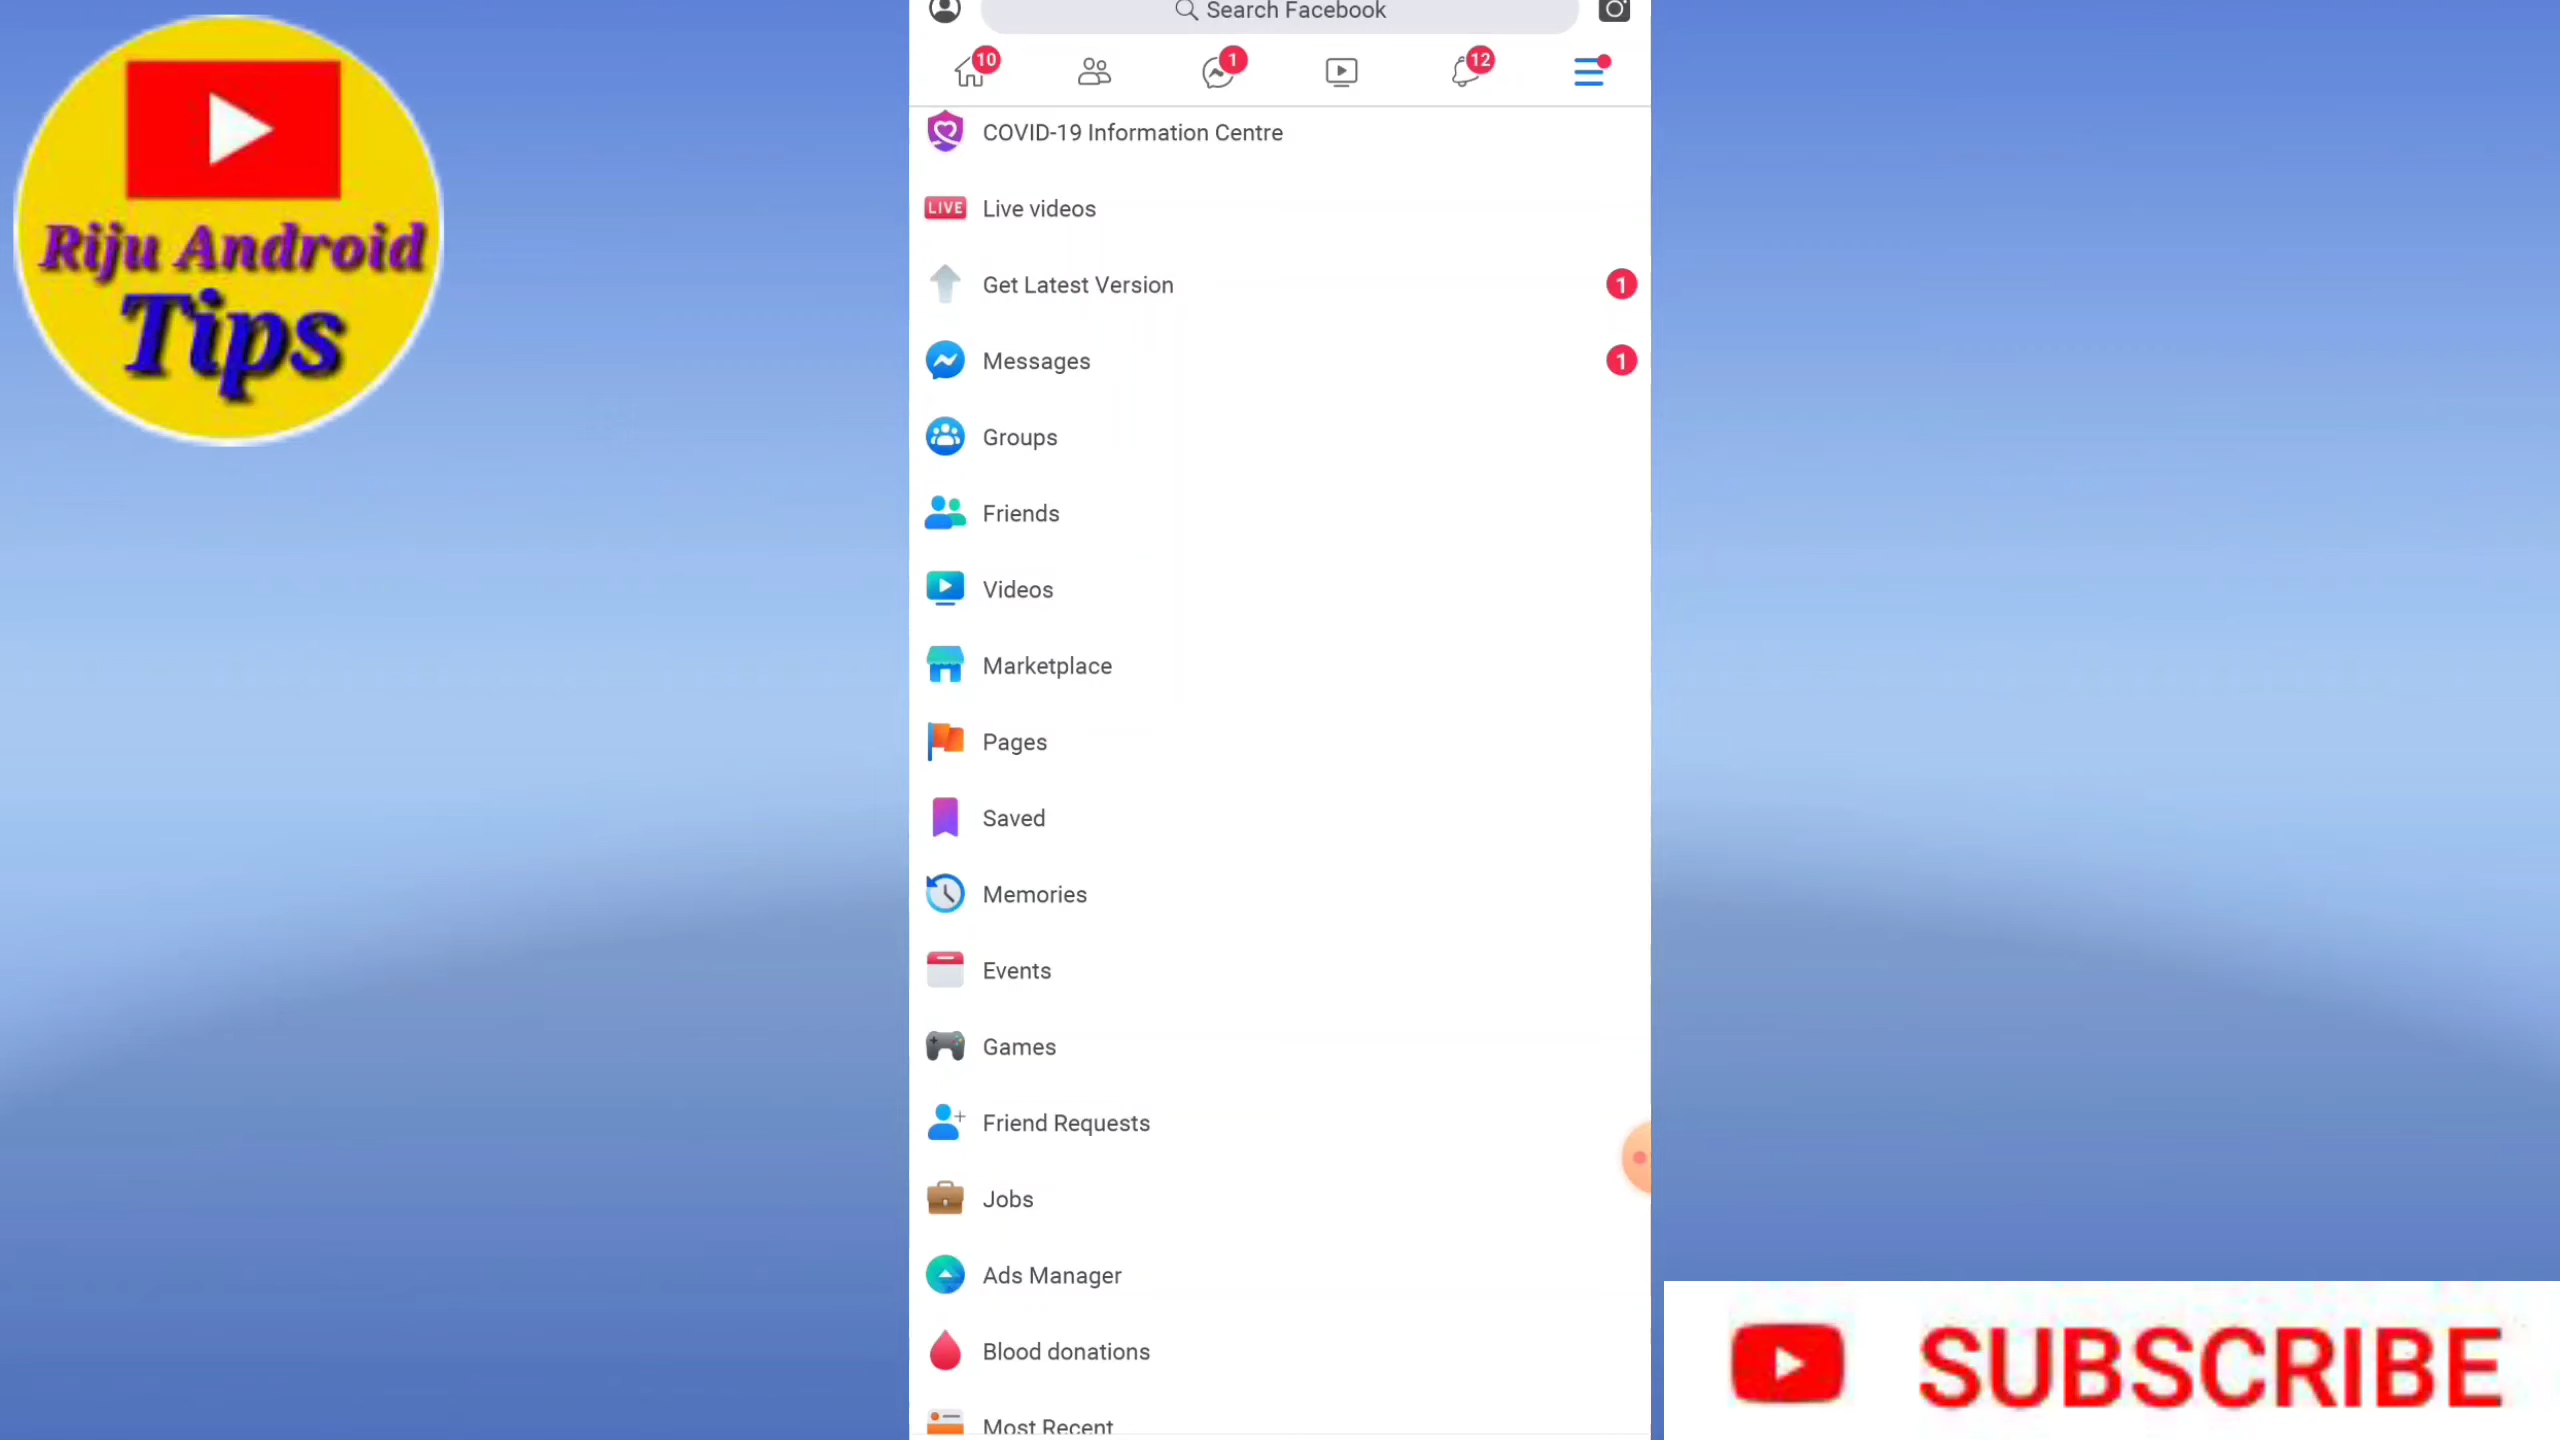 Riju Android
Tips
Search Facebook
10
1
12
COVID-19 Information Centre
LIVE
Live videos
Get Latest Version
1
Messages
1
Groups
Friends
Videos
Marketplace
Pages
Saved
Memories
Events
Games
Friend Requests
Jobs
Ads Manager
Blood donations
Most Recent
SUBSCRIBE